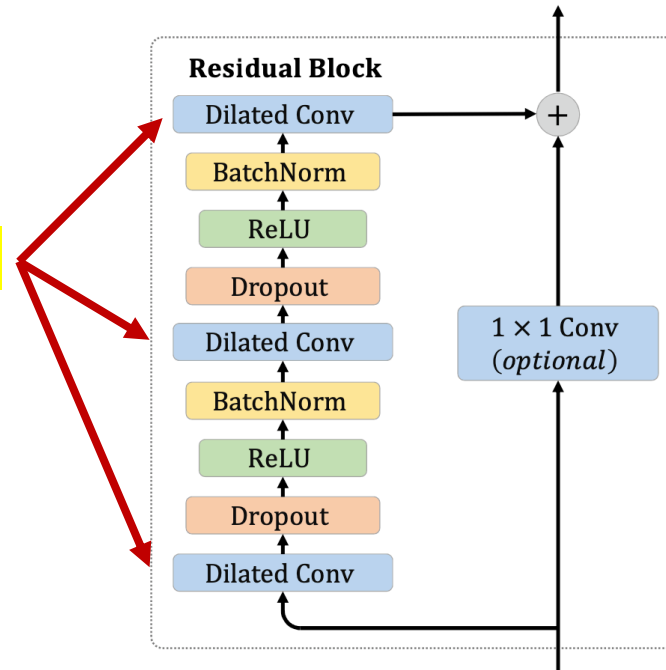 Residual Block
Dilated Conv
+
BatchNorm
ReLU
Dropout
Dilated Conv
1 × 1 Conv
(optional)
BatchNorm
ReLU
Dropout
Dilated Conv